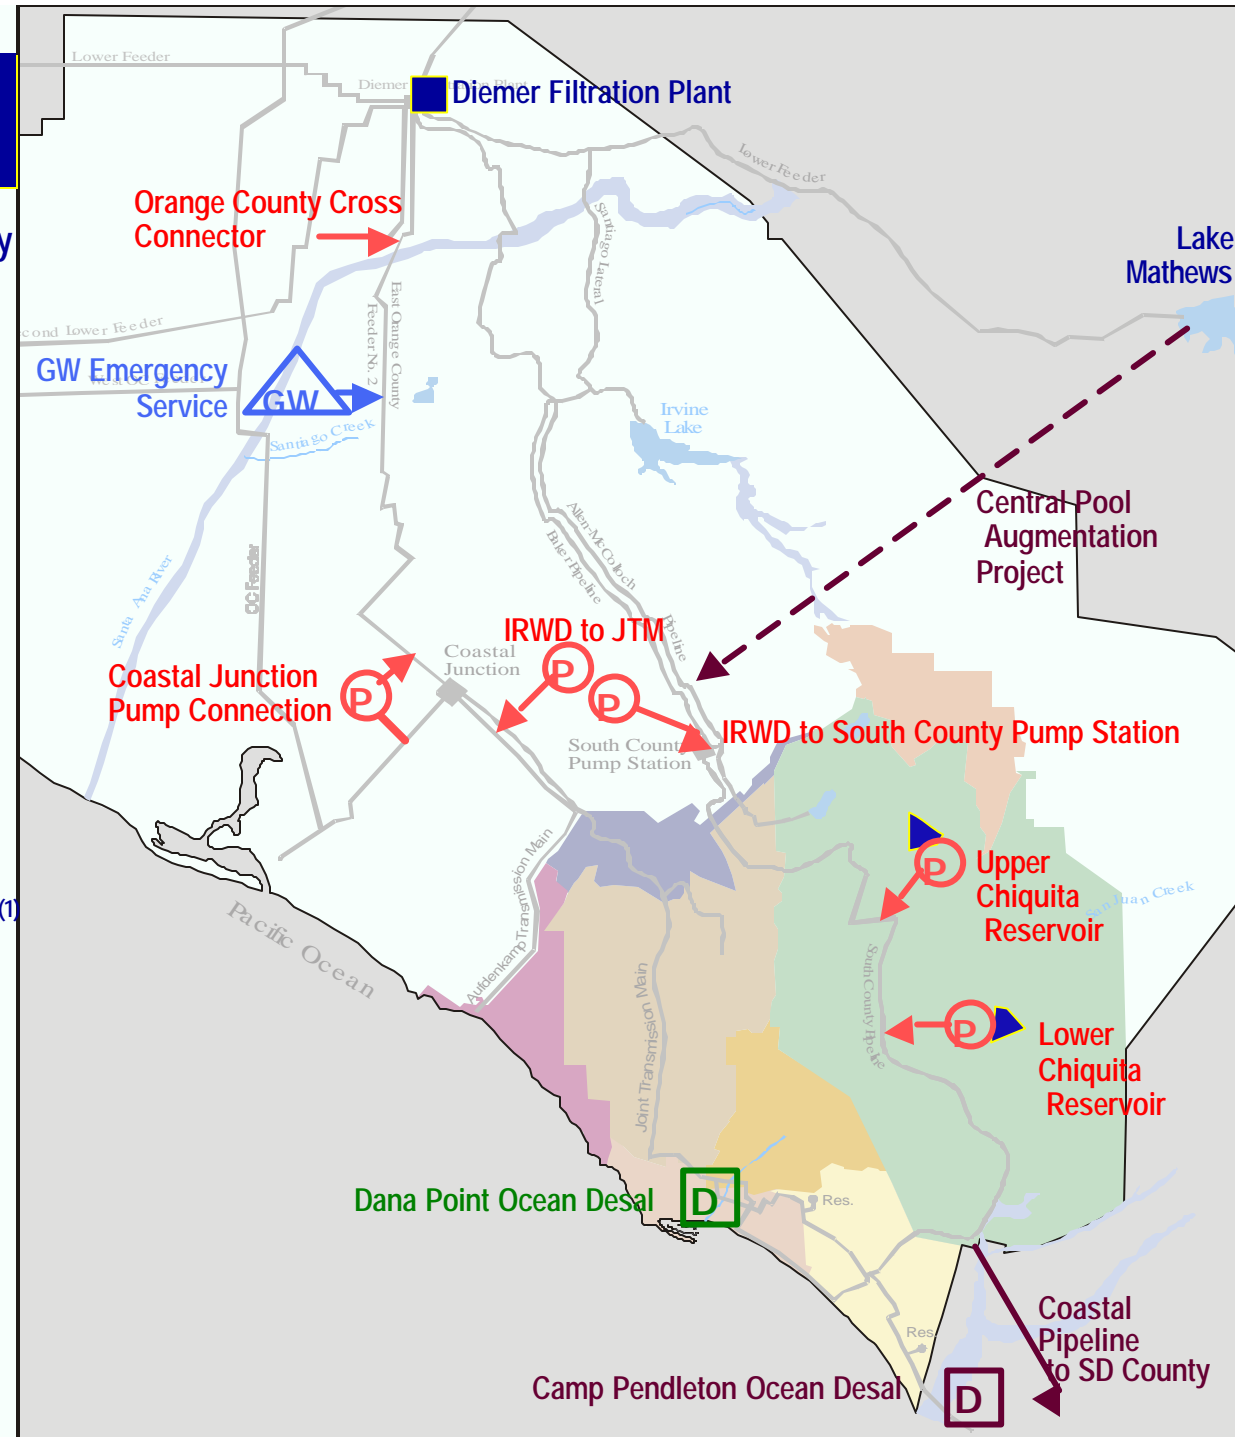 Lower Feeder
Diemer Filtration Plant
Lower Feeder
Orange County Cross
Connector
y
Santiago Lateral
Lake
Mathews
East Orange County
Feeder No. 2
cond Lower Feeder
GW Emergency
Service
GW
Irvine
Lake
Santiago Creek
Central Pool
Augmentation
Project
Allen-McColloch
Pipeline
Baker Pipeline
OC Feeder
Santa Ana River
IRWD to JTM
P
P
Coastal
Junction
Coastal Junction
Pump Connection
P
IRWD to South County Pump Station
South County
Pump Station
Aufdenkamp Transmission Main
P
Upper
Chiquita
Reservoir
San Juan Creek
(1)
Pacific Ocean
South County Pipeline
Joint Transmission Main
P
Lower
Chiquita
Reservoir
Dana Point Ocean Desal
D
Res.
Coastal
Pipeline
to SD County
Res.
Camp Pendleton Ocean Desal
D